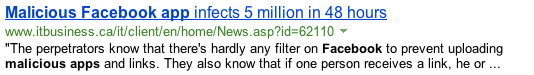 Malicious Facebook app infects 5 million in 48 hours
www.itbusiness.ca/it/client/en/home/News.asp?id=62110
"The perpetrators know that there's hardly any filter on Facebook to prevent uploading
malicious apps and links. They also know that if one person receives a link, he or ...